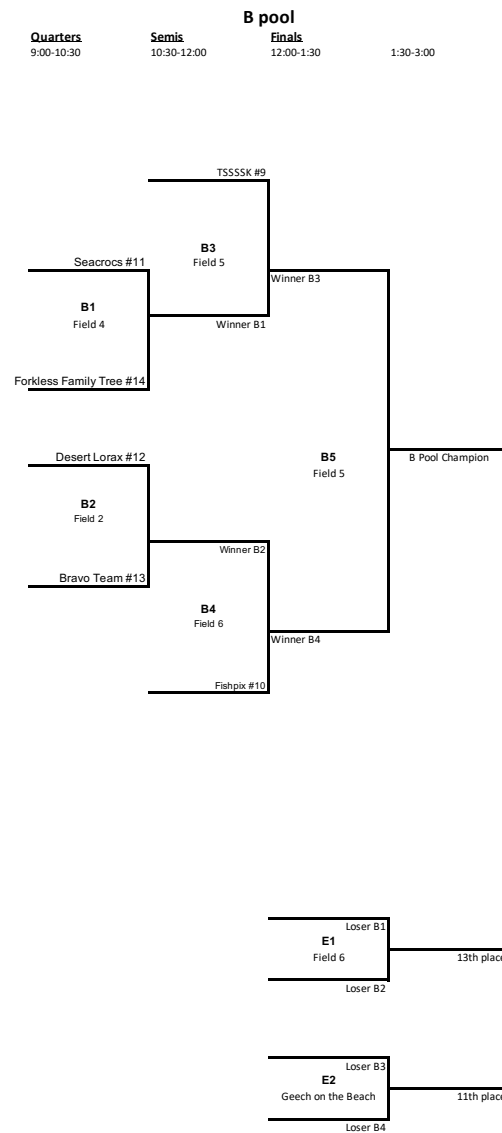 B pool
Quarters Semis Finals
9:00-10:30 10:30-12:00 12:00-1:30 1:30-3:00
TSSSSK #9
B3
Field 5
Seacrocs #11
Winner B3
B1
Field 4
Winner B1
Forkless Family Tree #14
Desert Lorax #12
B5
Field 5
B Pool Champion
B2
Field 2
Winner B2
Bravo Team #13
B4
Field 6
Winner B4
Fishpix #10
Loser B1
E1
Field 6
13th place
Loser B2
Loser B3
E2
Geech on the Beach
11th place
Loser B4